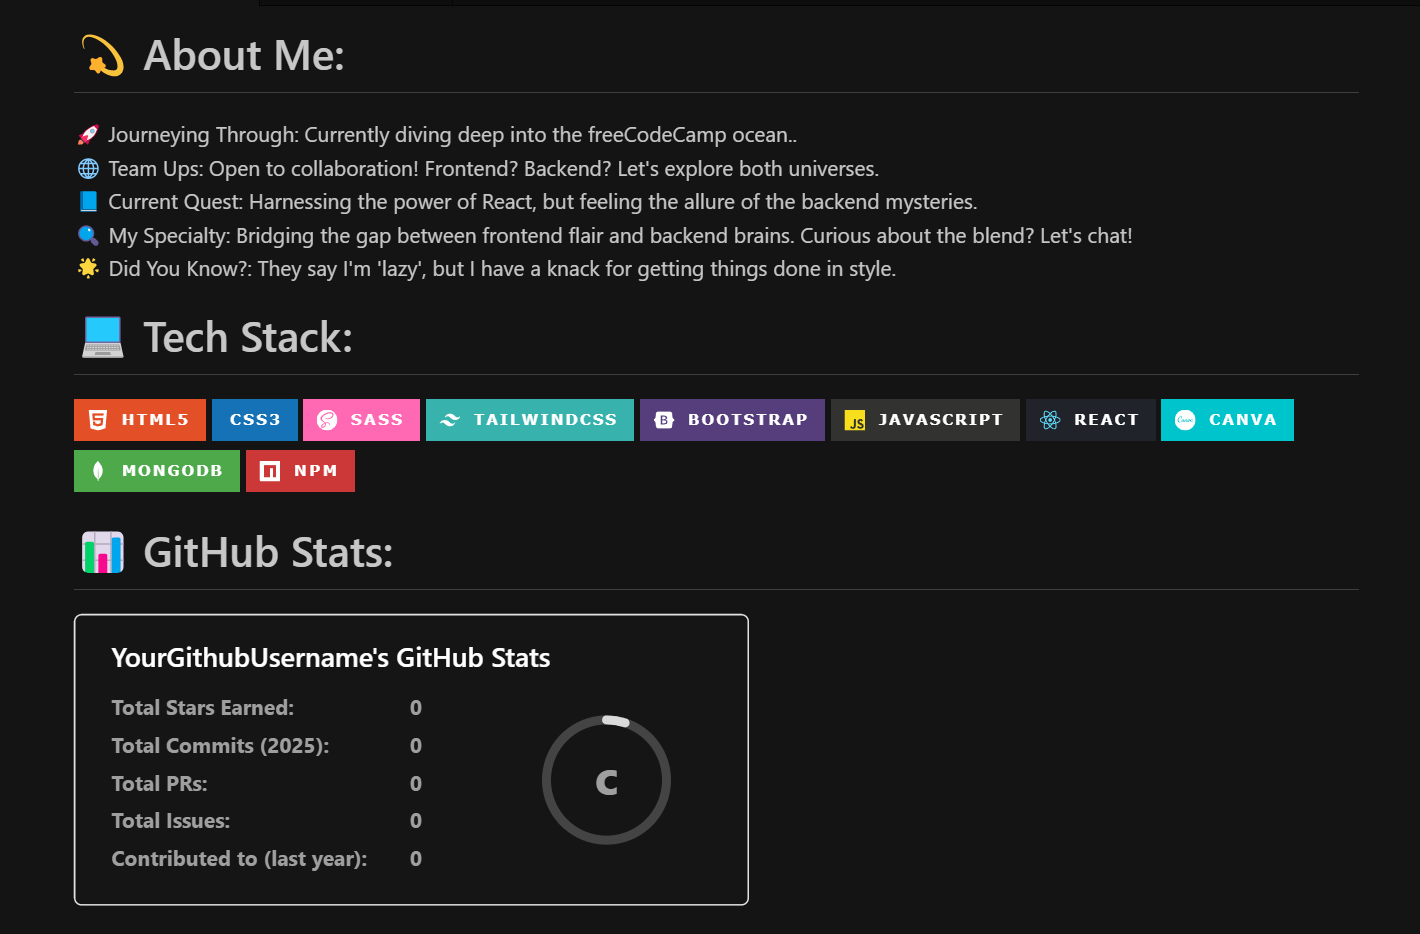 About Me:
Journeying Through: Currently diving deep into the freeCodeCamp ocean..
Team Ups: Open to collaboration! Frontend? Backend? Let's explore both universes.
Current Quest: Harnessing the power of React, but feeling the allure of the backend mysteries.
My Specialty: Bridging the gap between frontend flair and backend brains. Curious about the blend? Let's chat!
Did You Know?: They say I'm 'lazy', but I have a knack for getting things done in style.
Tech Stack:
HTML5 CSS3 SASS TAILWINDCSS B BOOTSTRAP JS JAVASCRIPT REACT Canva CANVA
MONGODB NPM
GitHub Stats:
YourGithubUsername's GitHub Stats
Total Stars Earned: 0
Total Commits (2025): 0
Total PRs: 0
Total Issues: 0
Contributed to (last year): 0
C